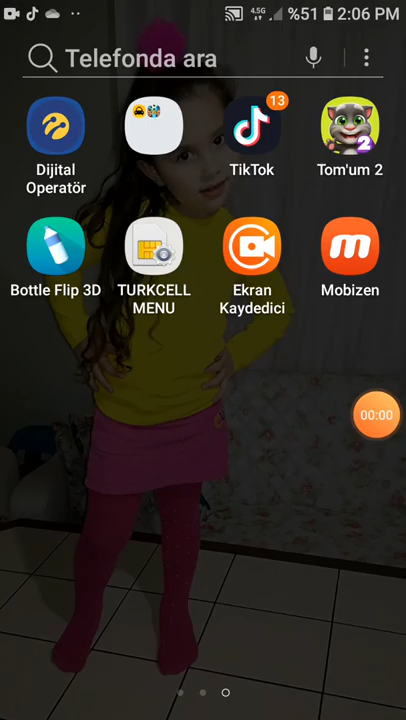 4.5G %51 2:06 PM
Telefonda ara
13
Dijital
Operatör
TikTok
Tom'um 2
2
Bottle Flip 3D
TURKCELL
MENU
Ekran
Kaydedici
Mobizen
00:00